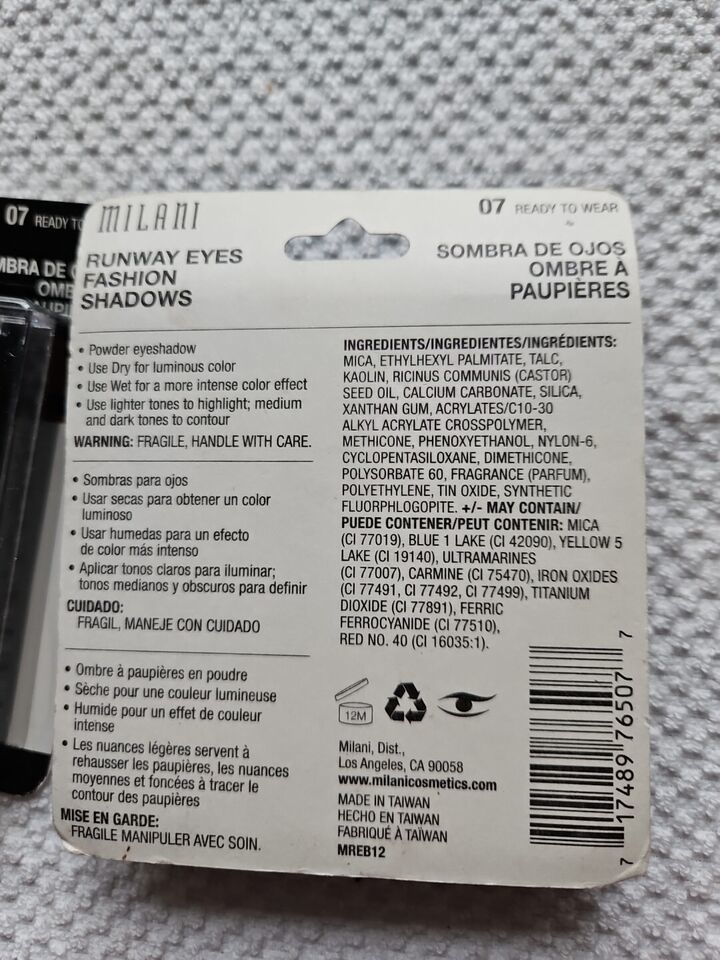 07 READY TO
MBRA DE
OMB
MILANI
RUNWAY EYES
FASHION
SHADOWS
07 READY TO WEAR
SOMBRA DE OJOS
OMBRE À
PAUPIÈRES
• Powder eyeshadow
• Use Dry for luminous color
• Use Wet for a more intense color effect
• Use lighter tones to highlight; medium
and dark tones to contour
WARNING: FRAGILE, HANDLE WITH CARE.
• Sombras para ojos
• Usar secas para obtener un color
luminoso
• Usar humedas para un efecto
de color más intenso
• Aplicar tonos claros para iluminar;
tonos medianos y obscuros para definir
CUIDADO:
FRAGIL, MANEJE CON CUIDADO
• Ombre à paupières en poudre
• Sèche pour une couleur lumineuse
• Humide pour un effet de couleur
intense
• Les nuances légères servent à
rehausser les paupières, les nuances
moyennes et foncées à tracer le
contour des paupières
MISE EN GARDE:
FRAGILE MANIPULER AVEC SOIN.
INGREDIENTS/INGREDIENTES/INGRÉDIENTS:
MICA, ETHYLHEXYL PALMITATE, TALC,
KAOLIN, RICINUS COMMUNIS (CASTOR)
SEED OIL, CALCIUM CARBONATE, SILICA,
XANTHAN GUM, ACRYLATES/C10-30
ALKYL ACRYLATE CROSSPOLYMER,
METHICONE, PHENOXYETHANOL, NYLON-6,
CYCLOPENTASILOXANE, DIMETHICONE,
POLYSORBATE 60, FRAGRANCE (PARFUM),
POLYETHYLENE, TIN OXIDE, SYNTHETIC
FLUORPHLOGOPITE. +/- MAY CONTAIN/
PUEDE CONTENER/PEUT CONTENIR: MICA
(CI 77019), BLUE 1 LAKE (CI 42090), YELLOW 5
LAKE (CI 19140), ULTRAMARINES
(CI 77007), CARMINE (CI 75470), IRON OXIDES
(CI 77491, CI 77492, CI 77499), TITANIUM
DIOXIDE (CI 77891), FERRIC
FERROCYANIDE (CI 77510),
RED NO. 40 (CI 16035:1).
12M
Milani, Dist.,
Los Angeles, CA 90058
www.milanicosmetics.com
MADE IN TAIWAN
HECHO EN TAIWAN
FABRIQUÉ À TAÏWAN
MREB12
7 17489 76507 7